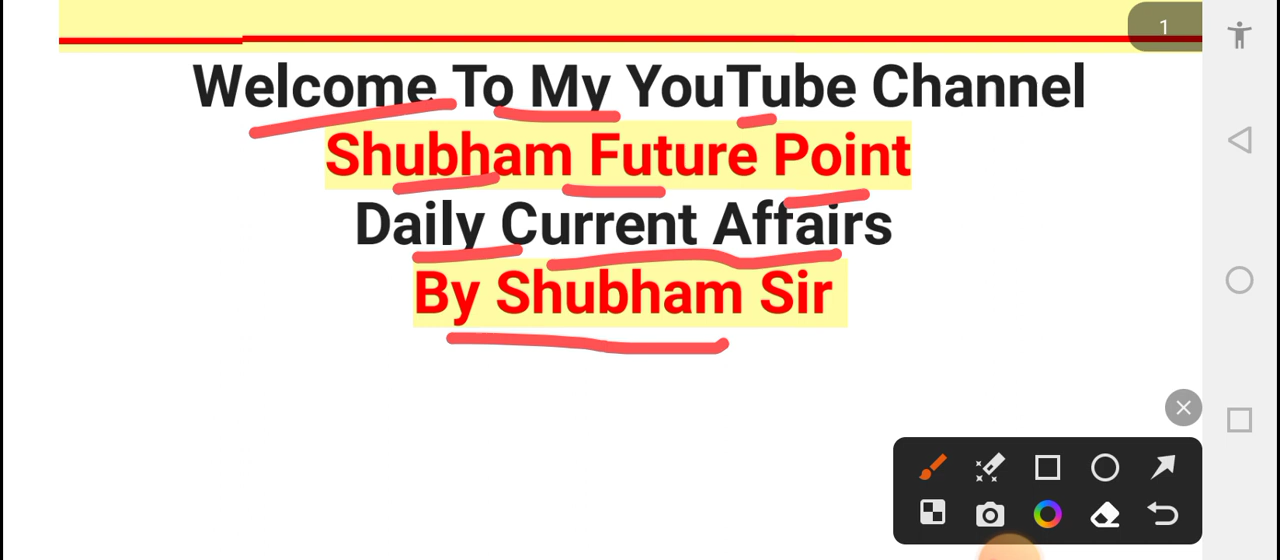 1
Welcome To My YouTube Channel
Shubham Future Point
Daily Current Affairs
By Shubham Sir